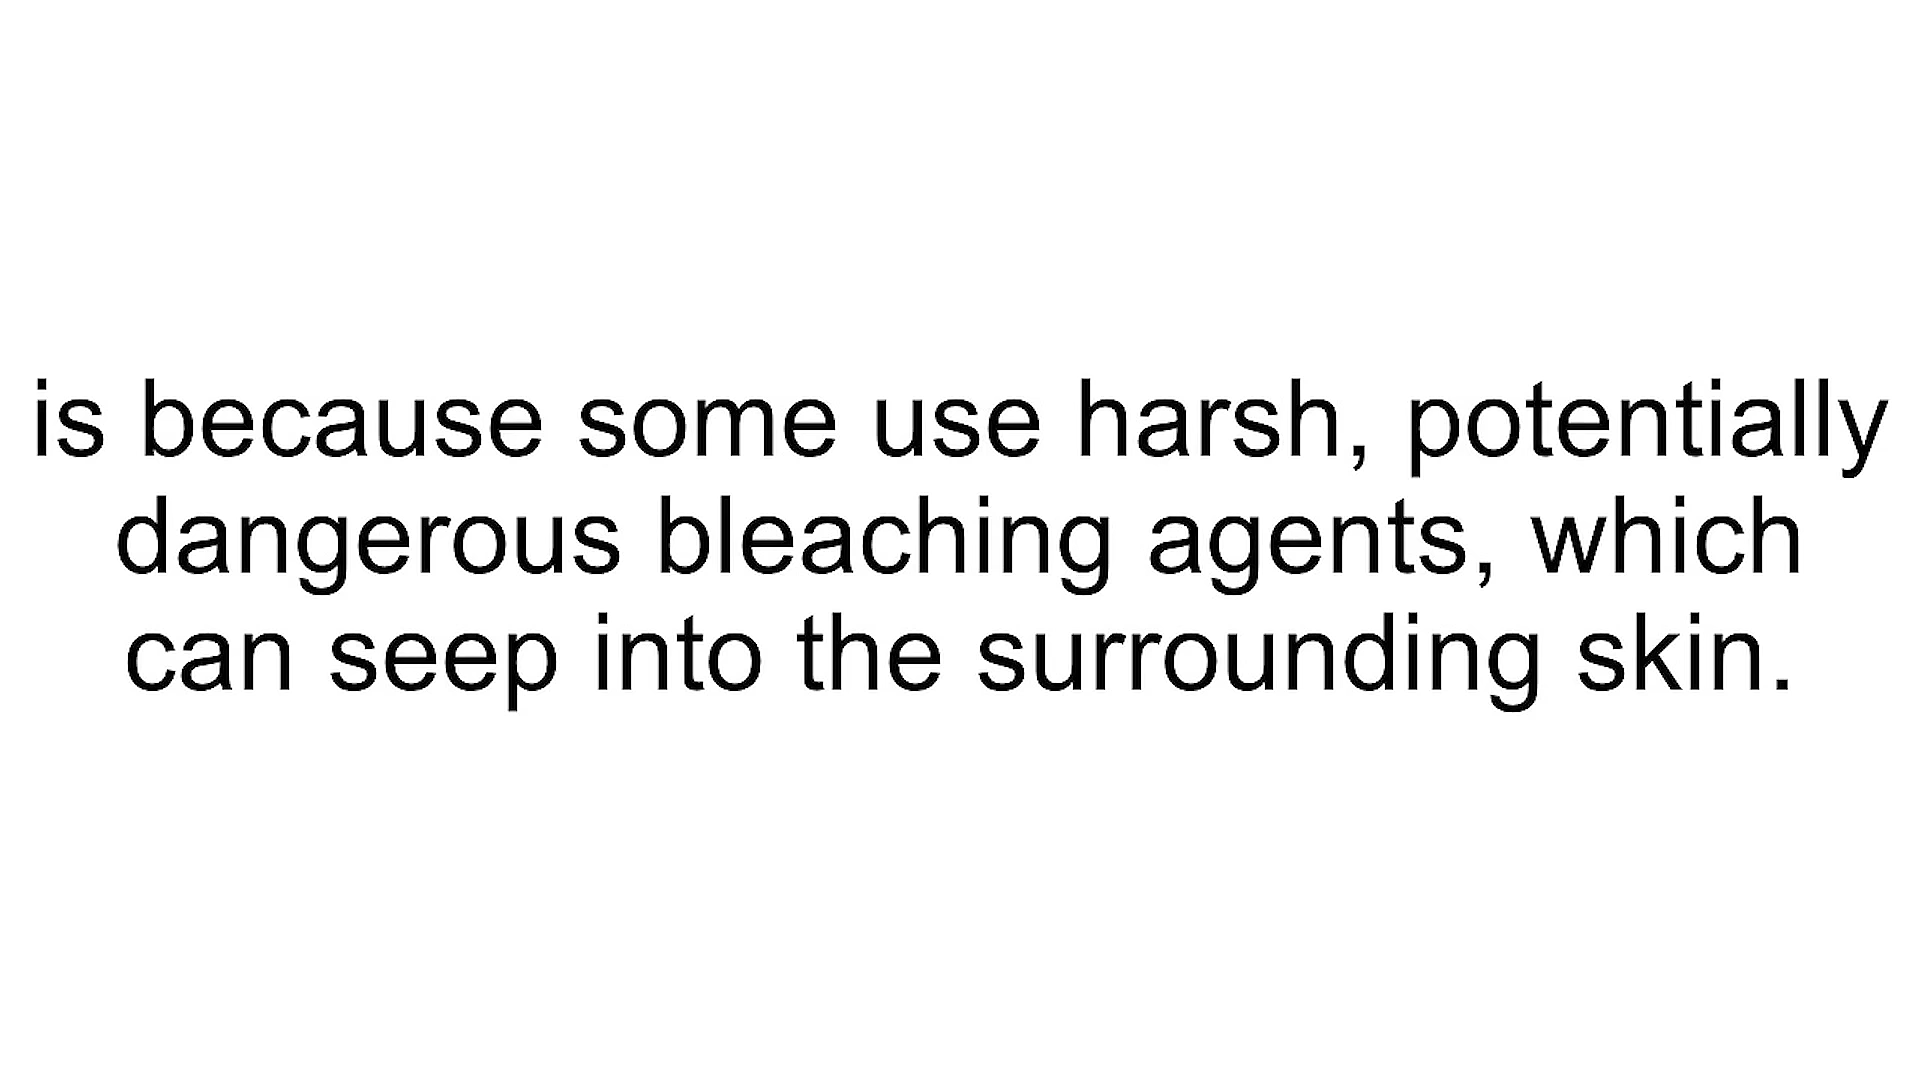 is because some use harsh, potentially
dangerous bleaching agents, which
can seep into the surrounding skin.